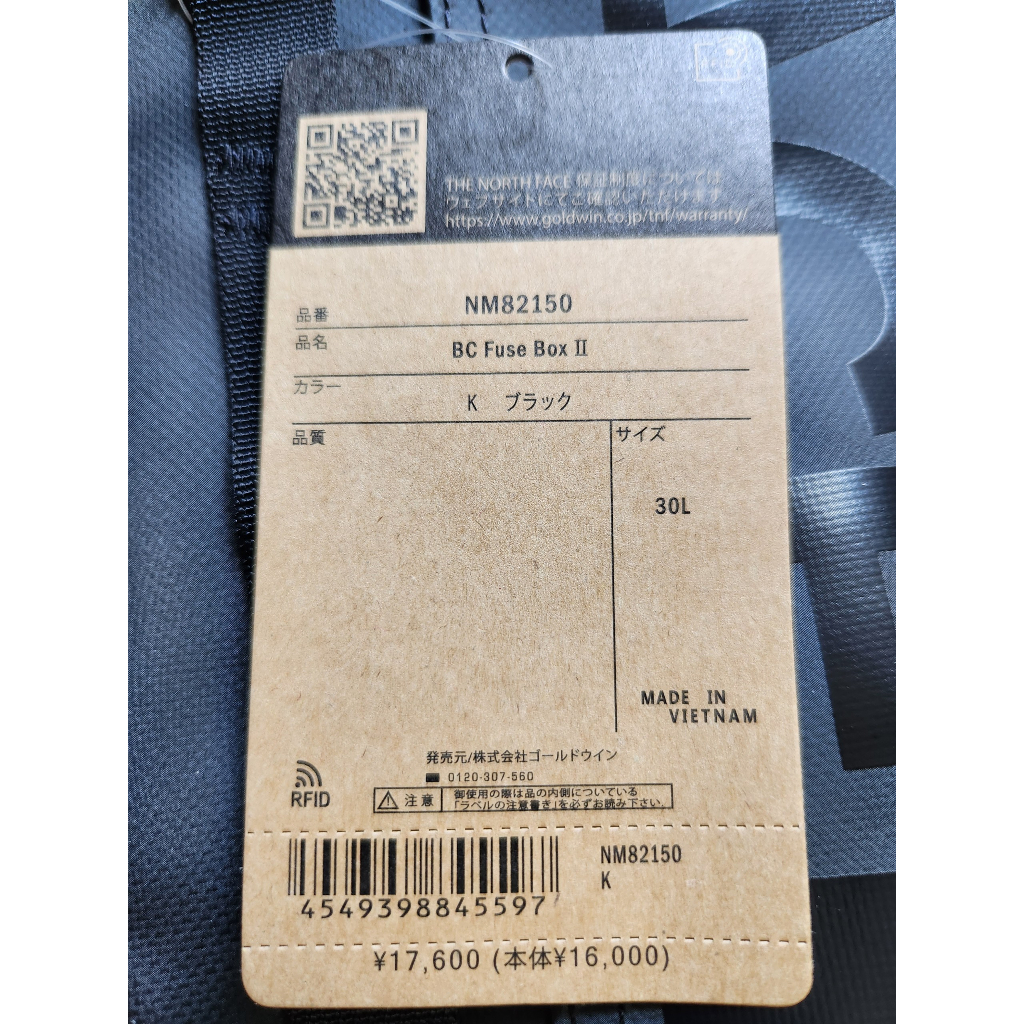 THE NORTH FACE 保証制度については
ウェブサイトにてご確認いただけます。
https://www.goldwin.co.jp/tnf/warranty/
品番 NM82150
品名 BC Fuse Box II
カラー K ブラック
品質
サイズ
30L
MADE IN
VIETNAM
発売元/株式会社ゴールドウイン
0120-307-560
RFID
注意
御使用の際は品の内側についている
「ラベルの注意書き」を必ずお読み下さい。
NM82150
K
4549398845597
¥17,600 (本体¥16,000)